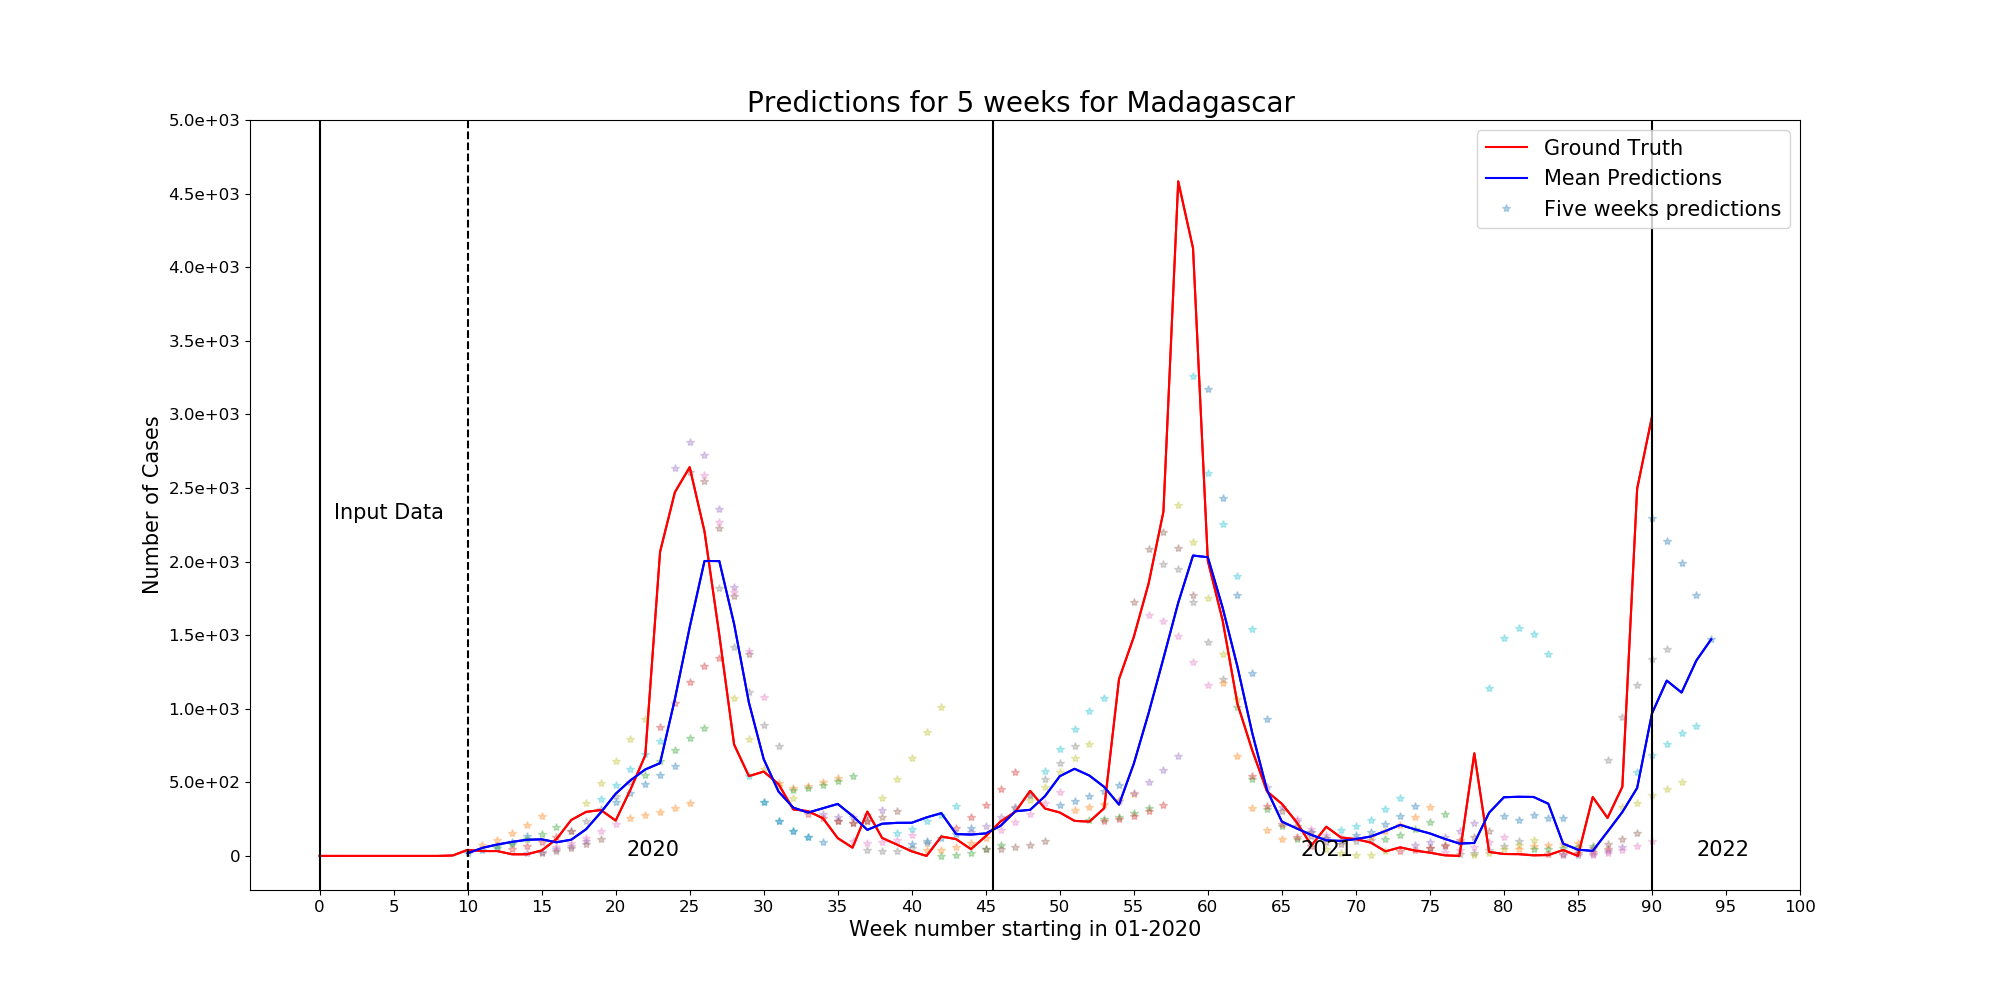 Predictions for 5 weeks for Madagascar
5.0e+03
4.5e+03
4.0e+03
3.5e+03
3.0e+03
2.5e+03
2.0e+03
1.5e+03
1.0e+03
5.0e+02
0
Number of Cases
Ground Truth
Mean Predictions
Five weeks predictions
Input Data
2020
2021
2022
0 5 10 15 20 25 30 35 40 45 50 55 60 65 70 75 80 85 90 95 100
Week number starting in 01-2020